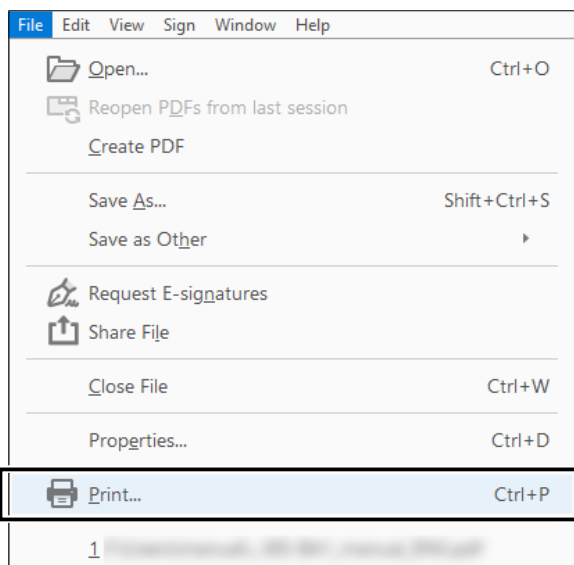 File Edit View Sign Window Help
Open... Ctrl+O
Reopen PDFs from last session
Create PDF
Save As... Shift+Ctrl+S
Save as Other
Request E-signatures
Share File
Close File Ctrl+W
Properties... Ctrl+D
Print... Ctrl+P
1